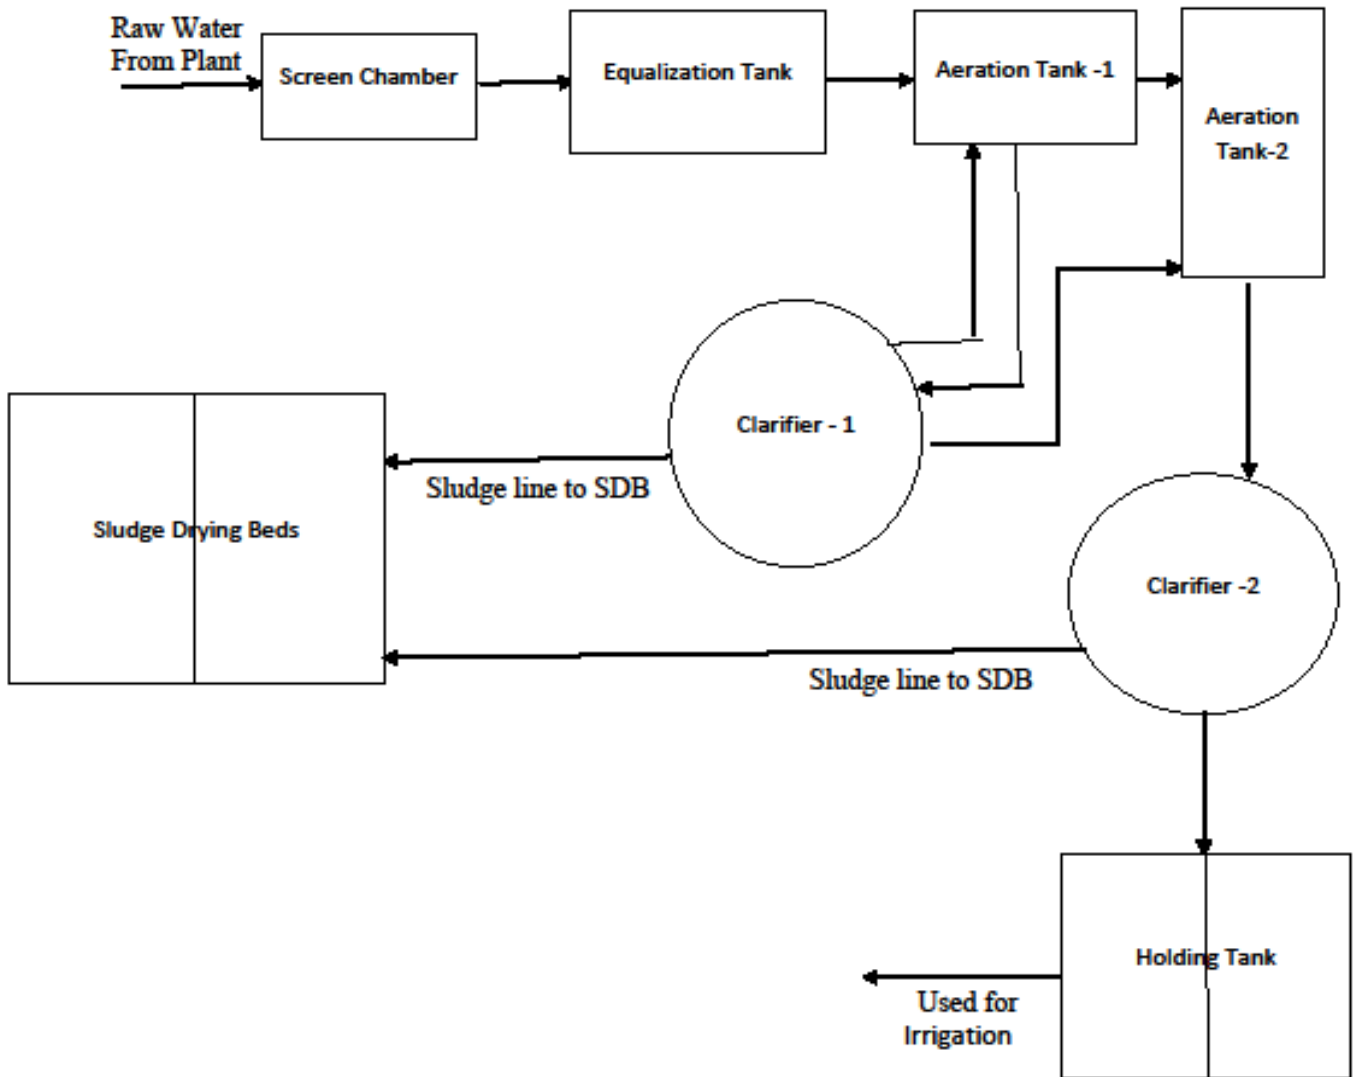 Raw Water
From Plant
Screen Chamber
Equalization Tank
Aeration Tank -1
Aeration
Tank-2
Clarifier - 1
Sludge line to SDB
Sludge Drying Beds
Clarifier -2
Sludge line to SDB
Holding Tank
Used for
Irrigation